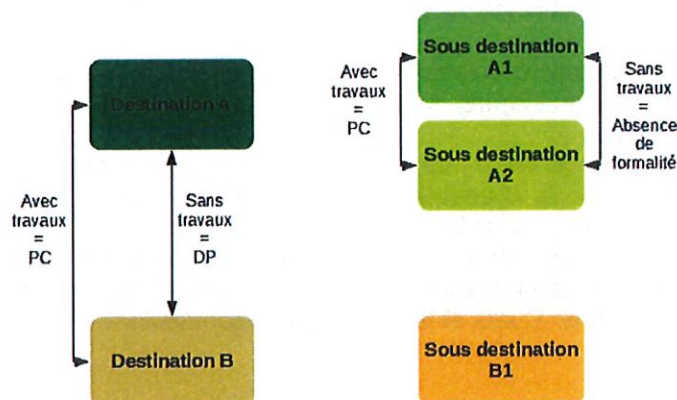 Destination A
Avec
travaux
=
PC
Sans
travaux
=
DP
Destination B
Sous destination
A1
Avec
travaux
=
PC
Sans
travaux
=
Absence
de
formalité
Sous destination
A2
Sous destination
B1